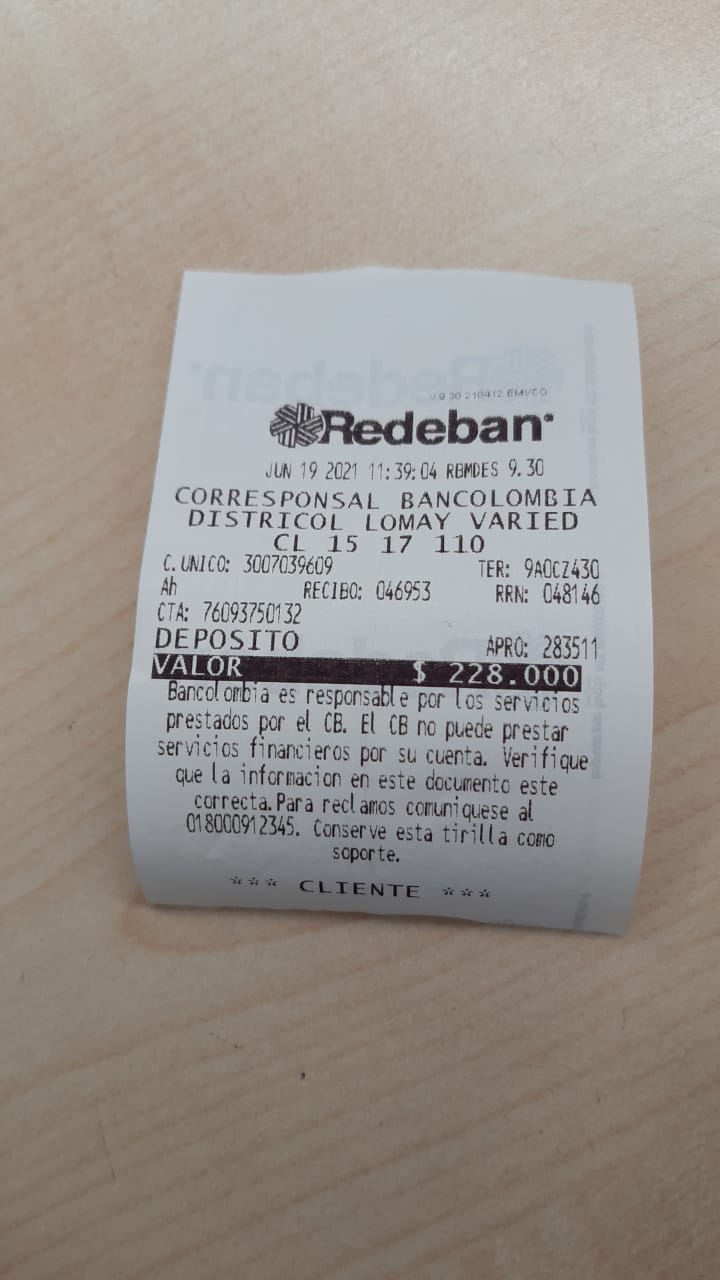 V.9.30 210412 EMVCO
Redeban
JUN 19 2021 11:39:04 RBMDES 9.30
CORRESPONSAL BANCOLOMBIA
DISTRICOL LOMAY VARIED
CL 15 17 110
C.UNICO: 3007039609 TER: 9A0CZ430
Ah RECIBO: 046953 RRN: 048146
CTA: 76093750132
DEPOSITO APRO: 283511
VALOR $ 228.000
Bancolombia es responsable por los servicios
prestados por el CB. El CB no puede prestar
servicios financieros por su cuenta. Verifique
que la informacion en este documento este
correcta.Para reclamos comuniquese al
018000912345. Conserve esta tirilla como
soporte.
*** CLIENTE ***